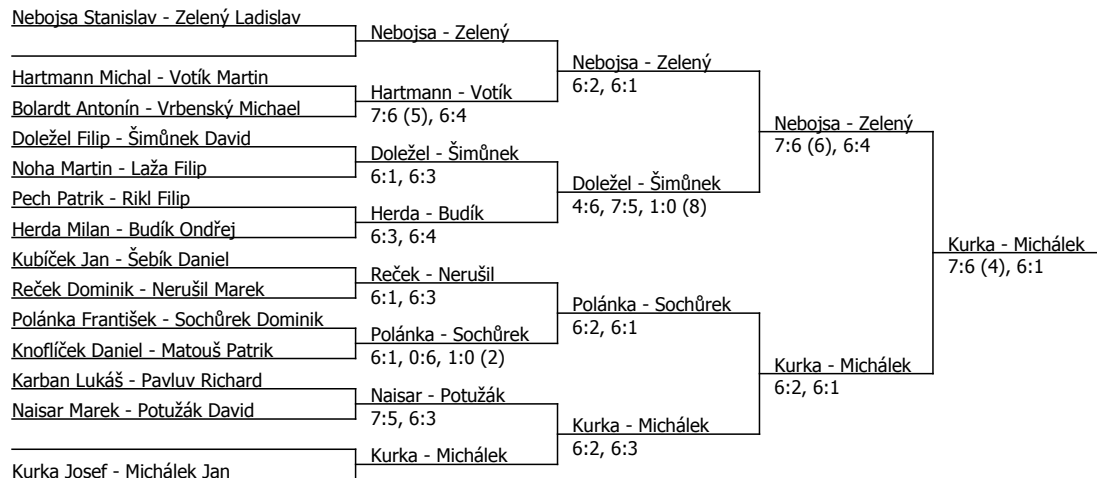 Nebojsa Stanislav - Zelený Ladislav
Hartmann Michal - Votík Martin
Bolardt Antonín - Vrbenský Michael
Doležel Filip - Šimůnek David
Noha Martin - Laža Filip
Pech Patrik - Rikl Filip
Herda Milan - Budík Ondřej
Kubíček Jan - Šebík Daniel
Reček Dominik - Nerušil Marek
Polánka František - Sochůrek Dominik
Knoflíček Daniel - Matouš Patrik
Karban Lukáš - Pavluv Richard
Naisar Marek - Potužák David
Kurka Josef - Michálek Jan
Nebojsa - Zelený
Hartmann - Votík
7:6 (5), 6:4
Doležel - Šimůnek
6:1, 6:3
Herda - Budík
6:3, 6:4
Reček - Nerušil
6:1, 6:3
Polánka - Sochůrek
6:1, 0:6, 1:0 (2)
Naisar - Potužák
7:5, 6:3
Kurka - Michálek
Nebojsa - Zelený
6:2, 6:1
Doležel - Šimůnek
4:6, 7:5, 1:0 (8)
Polánka - Sochůrek
6:2, 6:1
Kurka - Michálek
6:2, 6:3
Nebojsa - Zelený
7:6 (6), 6:4
Kurka - Michálek
6:2, 6:1
Kurka - Michálek
7:6 (4), 6:1